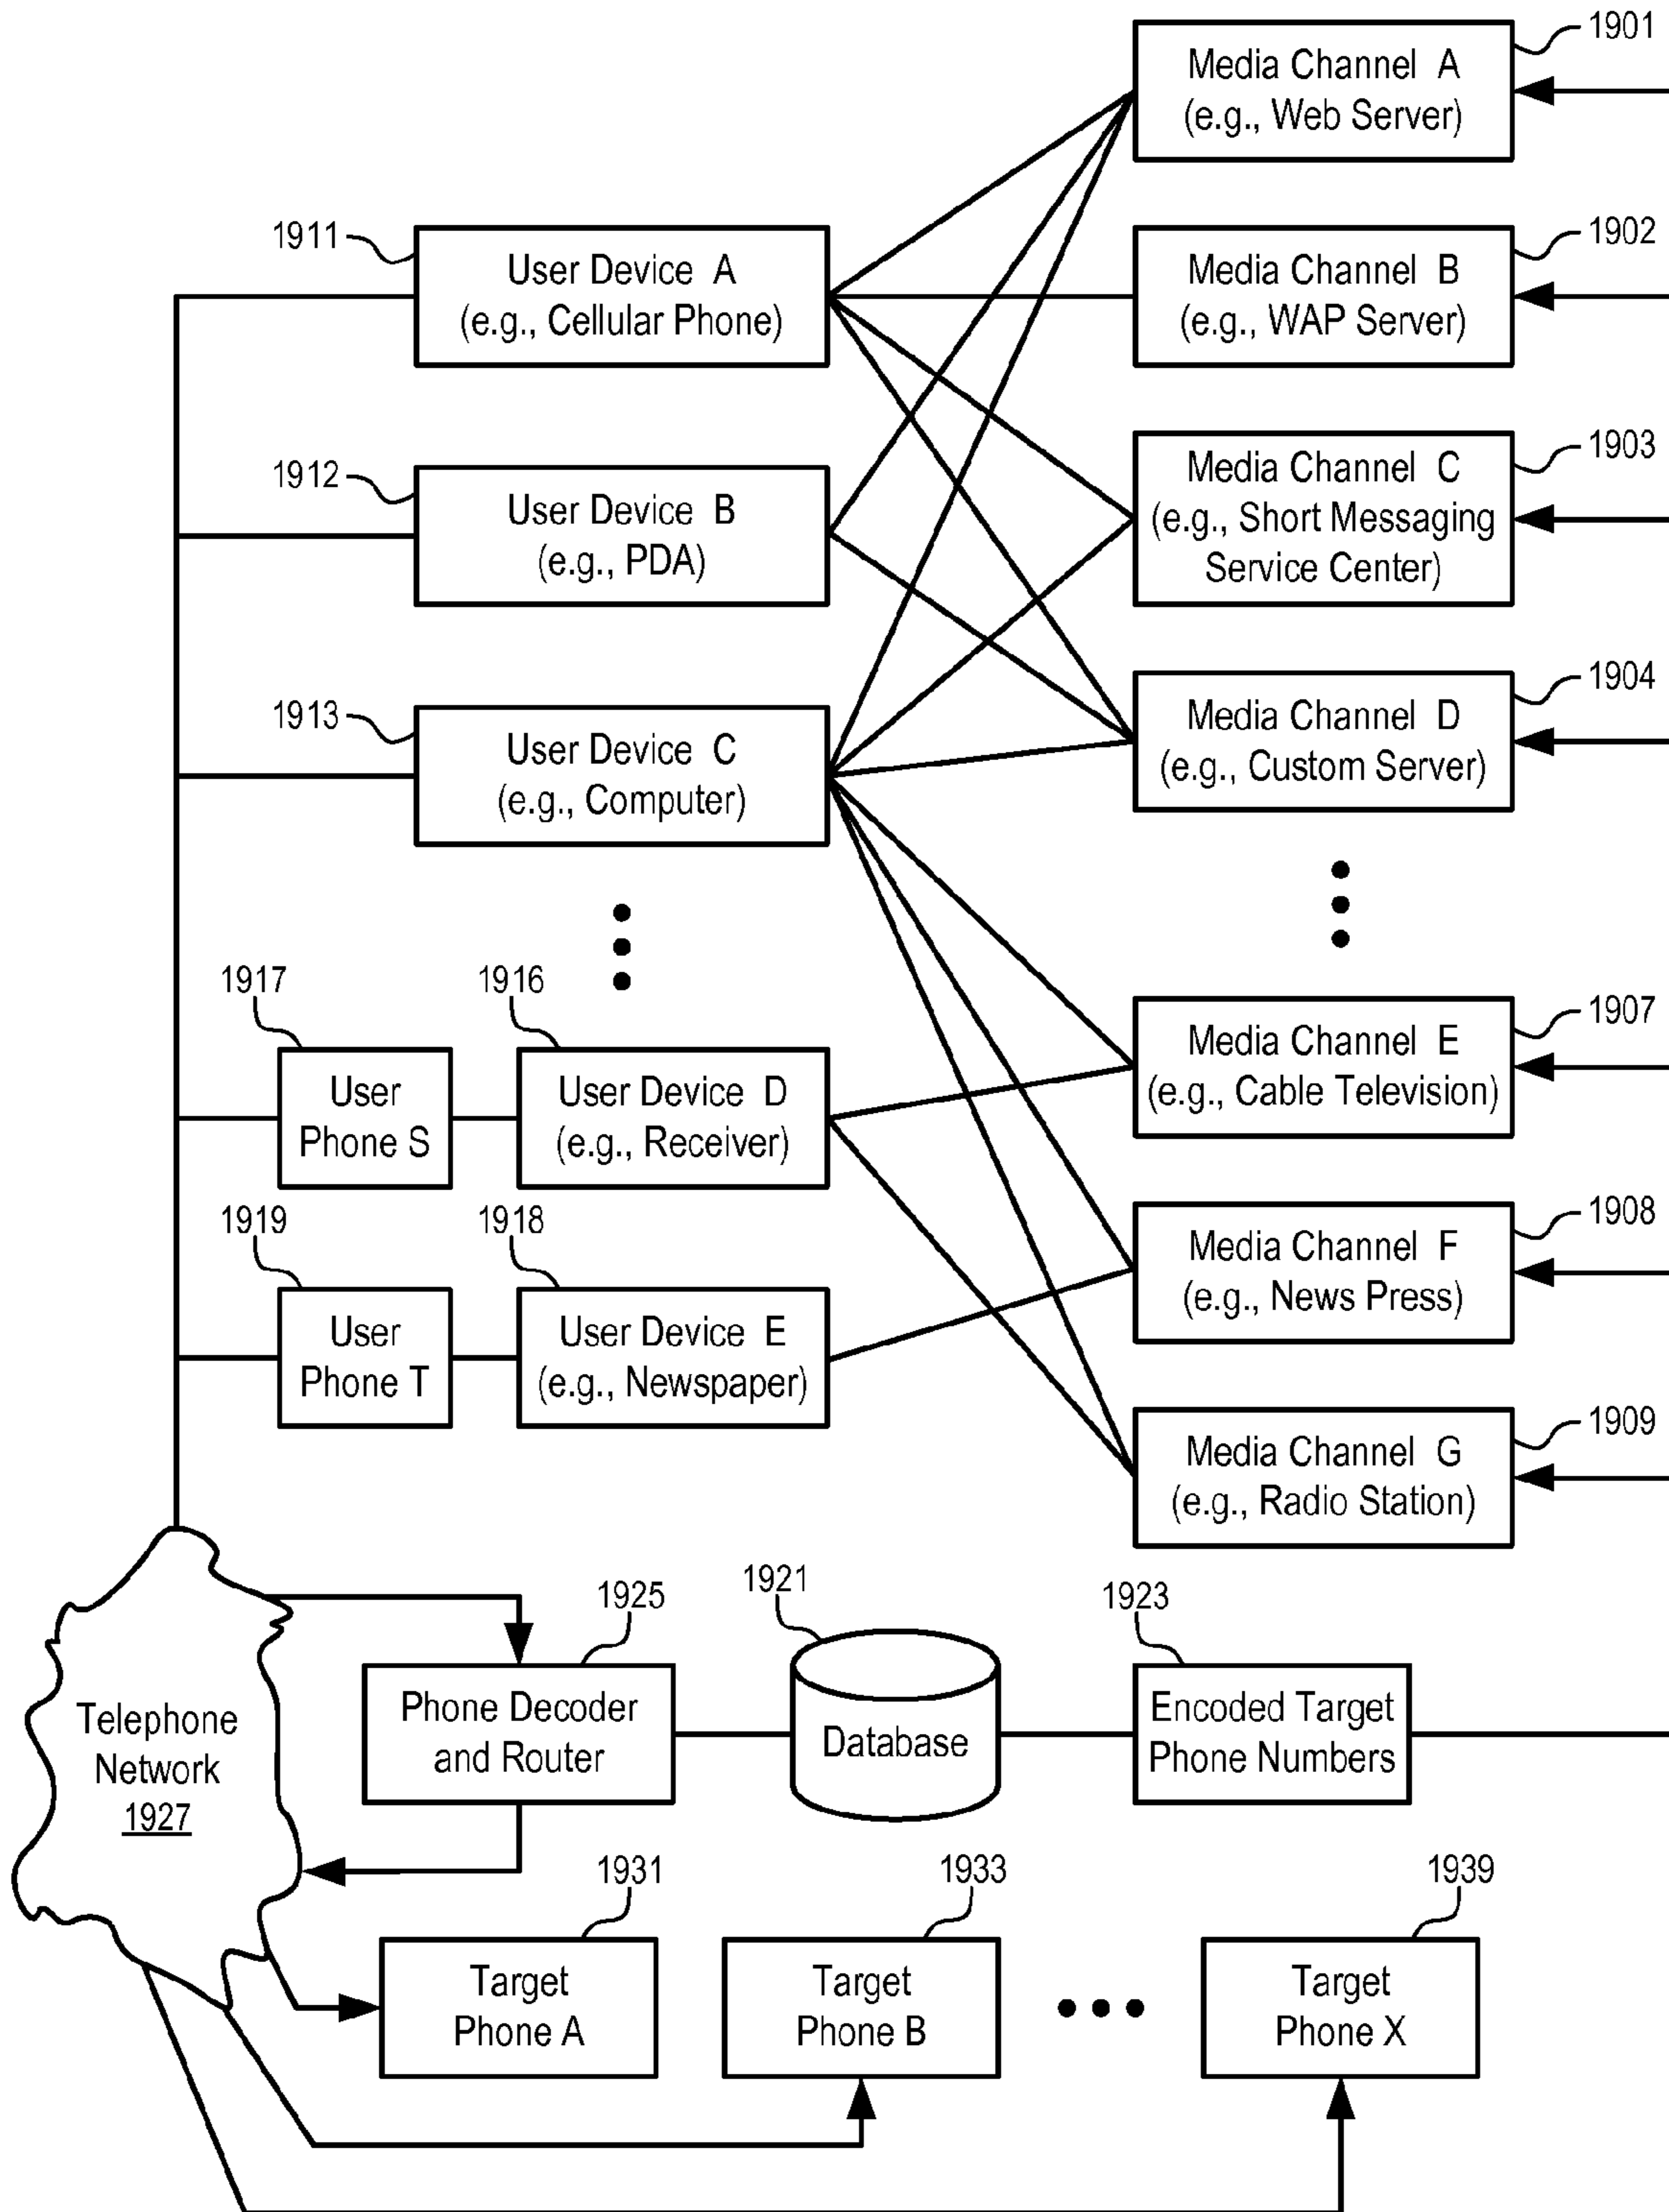 1901
Media Channel A
(e.g., Web Server)
1911
User Device A
(e.g., Cellular Phone)
1902
Media Channel B
(e.g., WAP Server)
1912
User Device B
(e.g., PDA)
1903
Media Channel C
(e.g., Short Messaging
Service Center)
1913
User Device C
(e.g., Computer)
1904
Media Channel D
(e.g., Custom Server)
1917
User
Phone S
1916
User Device D
(e.g., Receiver)
1907
Media Channel E
(e.g., Cable Television)
1919
User
Phone T
1918
User Device E
(e.g., Newspaper)
1908
Media Channel F
(e.g., News Press)
1909
Media Channel G
(e.g., Radio Station)
Telephone
Network
1927
1925
Phone Decoder
and Router
1921
Database
1923
Encoded Target
Phone Numbers
1931
Target
Phone A
1933
Target
Phone B
1939
Target
Phone X